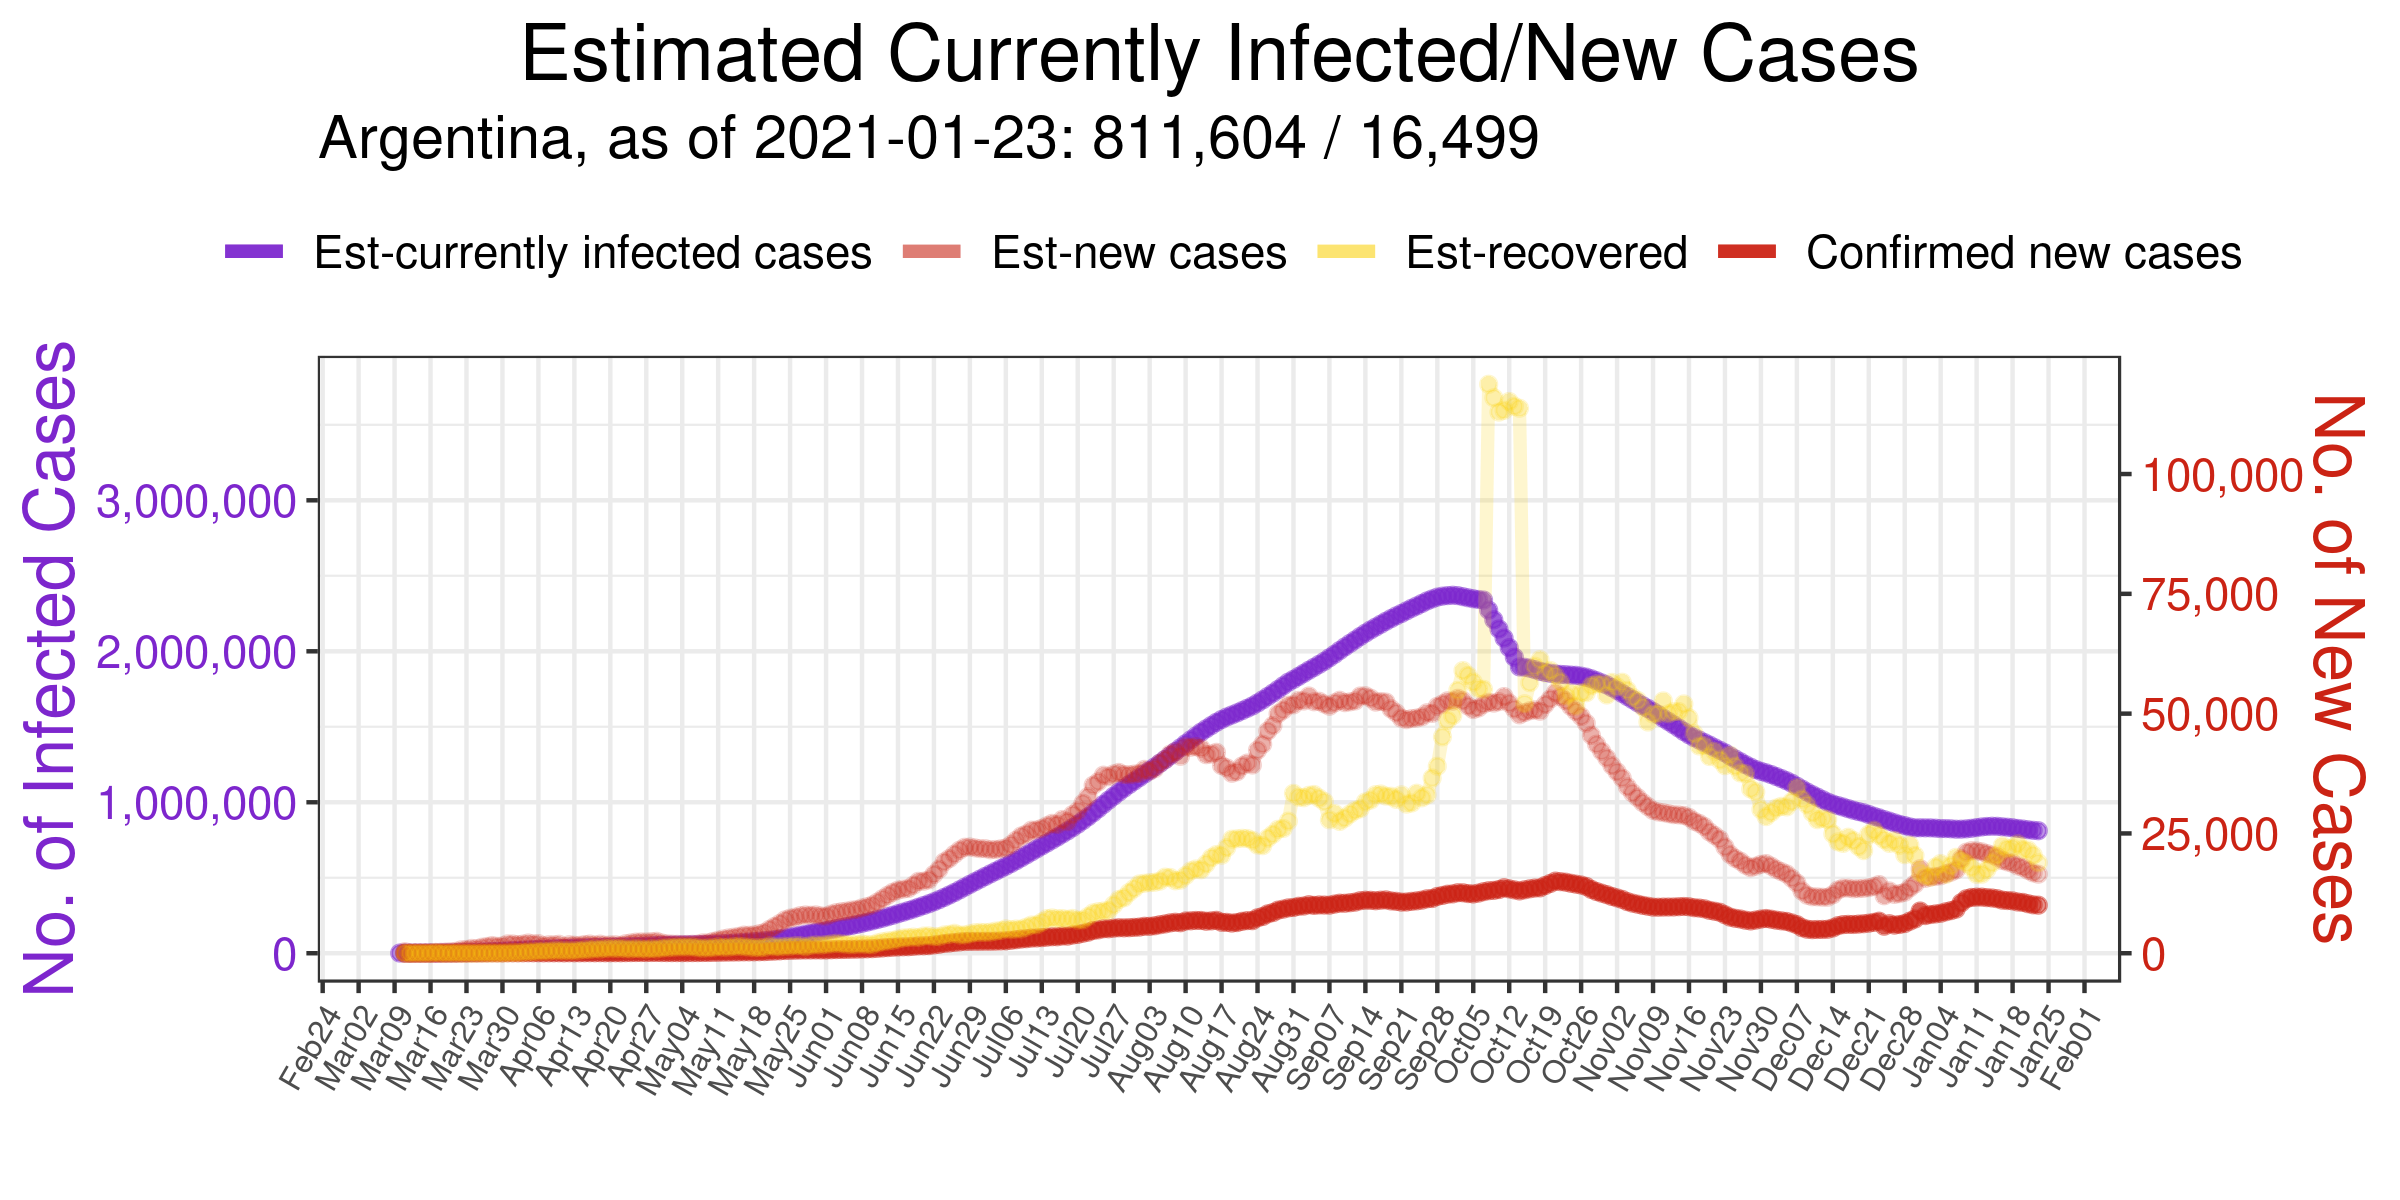 Estimated Currently Infected/New Cases
Argentina, as of 2021-01-23: 811,604 / 16,499
Est-currently infected cases Est-new cases Est-recovered Confirmed new cases
No. of Infected Cases
3,000,000
2,000,000
1,000,000
0
100,000
75,000
50,000
25,000
0
No. of New Cases
Feb24 Mar02 Mar09 Mar16 Mar23 Mar30 Apr06 Apr13 Apr20 Apr27 May04 May11 May18 May25 Jun01 Jun08 Jun15 Jun22 Jun29 Jul06 Jul13 Jul20 Jul27 Aug03 Aug10 Aug17 Aug24 Aug31 Sep07 Sep14 Sep21 Sep28 Oct05 Oct12 Oct19 Oct26 Nov02 Nov09 Nov16 Nov23 Nov30 Dec07 Dec14 Dec21 Dec28 Jan04 Jan11 Jan18 Jan25 Feb01